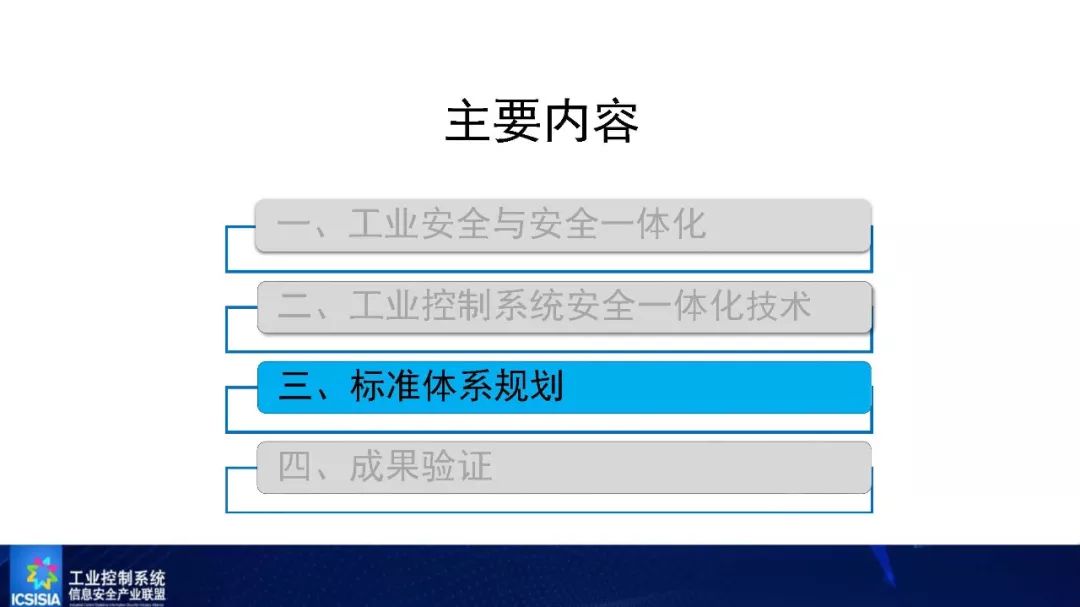 主要内容
一、工业安全与安全一体化
二、工业控制系统安全一体化技术
三、标准体系规划
四、成果验证
ICSISIA
工业控制系统
信息安全产业联盟